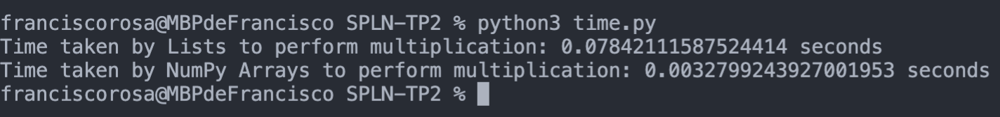 franciscorosa@MBPdeFrancisco SPLN-TP2 % python3 time.py
Time taken by Lists to perform multiplication: 0.07842111587524414 seconds
Time taken by NumPy Arrays to perform multiplication: 0.0032799243927001953 seconds
franciscorosa@MBPdeFrancisco SPLN-TP2 %